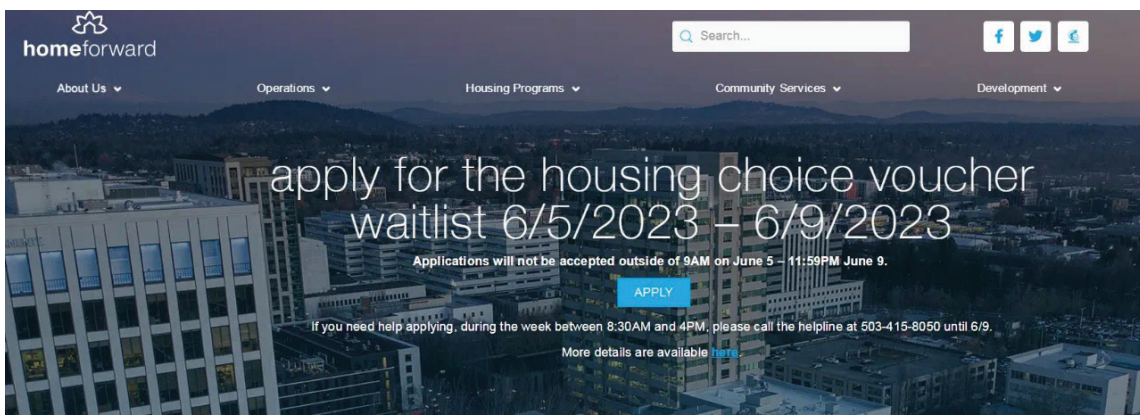 homeforward
Search...
About Us
Operations
Housing Programs
Community Services
Development
apply for the housing choice voucher
waitlist 6/5/2023 – 6/9/2023
Applications will not be accepted outside of 9AM on June 5 – 11:59PM June 9.
APPLY
If you need help applying, during the week between 8:30AM and 4PM, please call the helpline at 503-415-8050 until 6/9.
More details are available here.